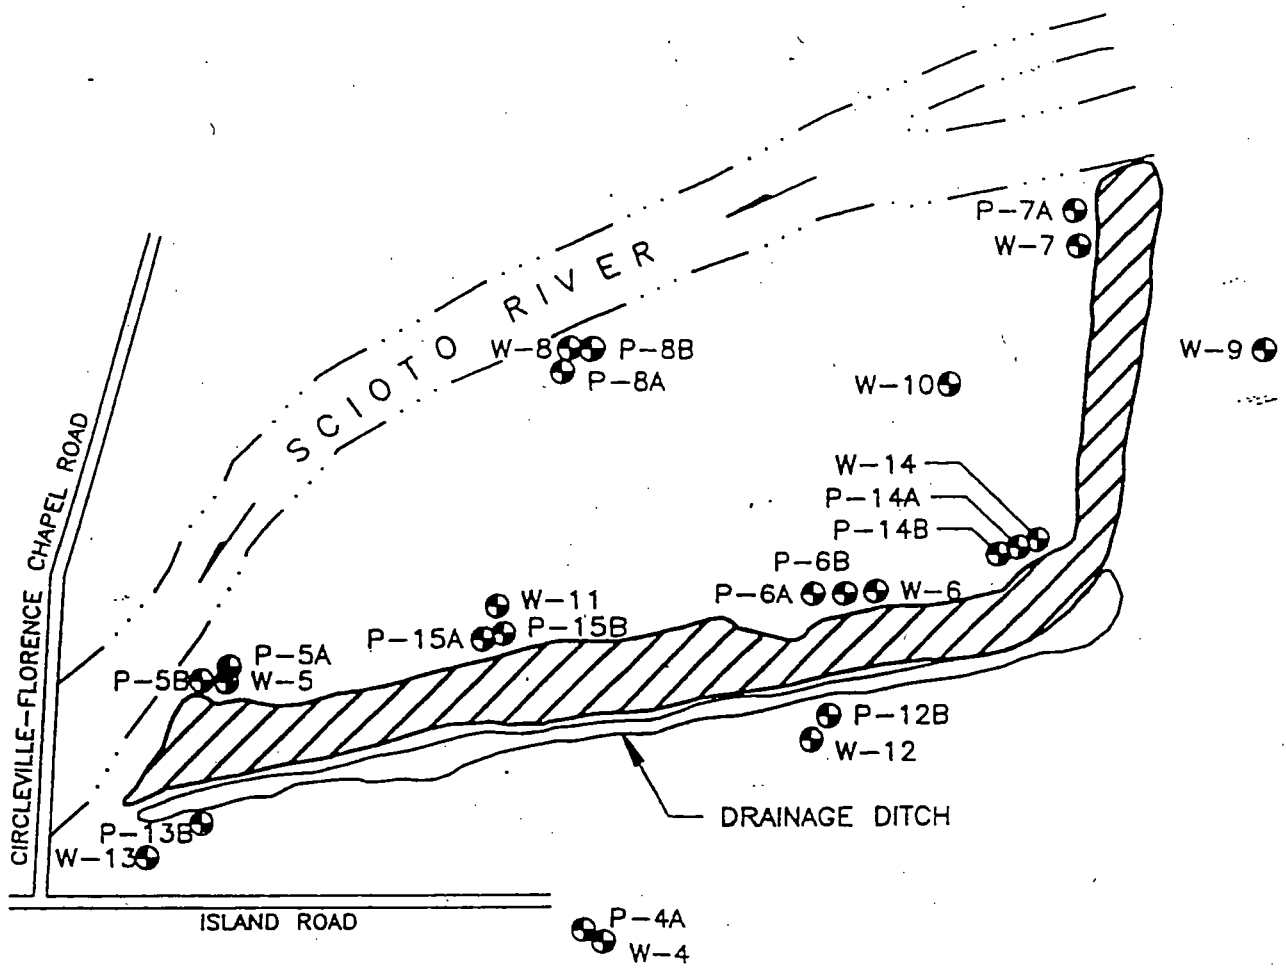 P-7A
W-7
SCIOTO RIVER
W-8
P-8B
P-8A
W-9
W-10
CIRCLEVILLE-FLORENCE CHAPEL ROAD
W-14
P-14A
P-14B
P-6B
P-6A
W-6
W-11
P-15A
P-15B
P-5A
P-5B
W-5
P-12B
W-12
DRAINAGE DITCH
P-13B
W-13
ISLAND ROAD
P-4A
W-4